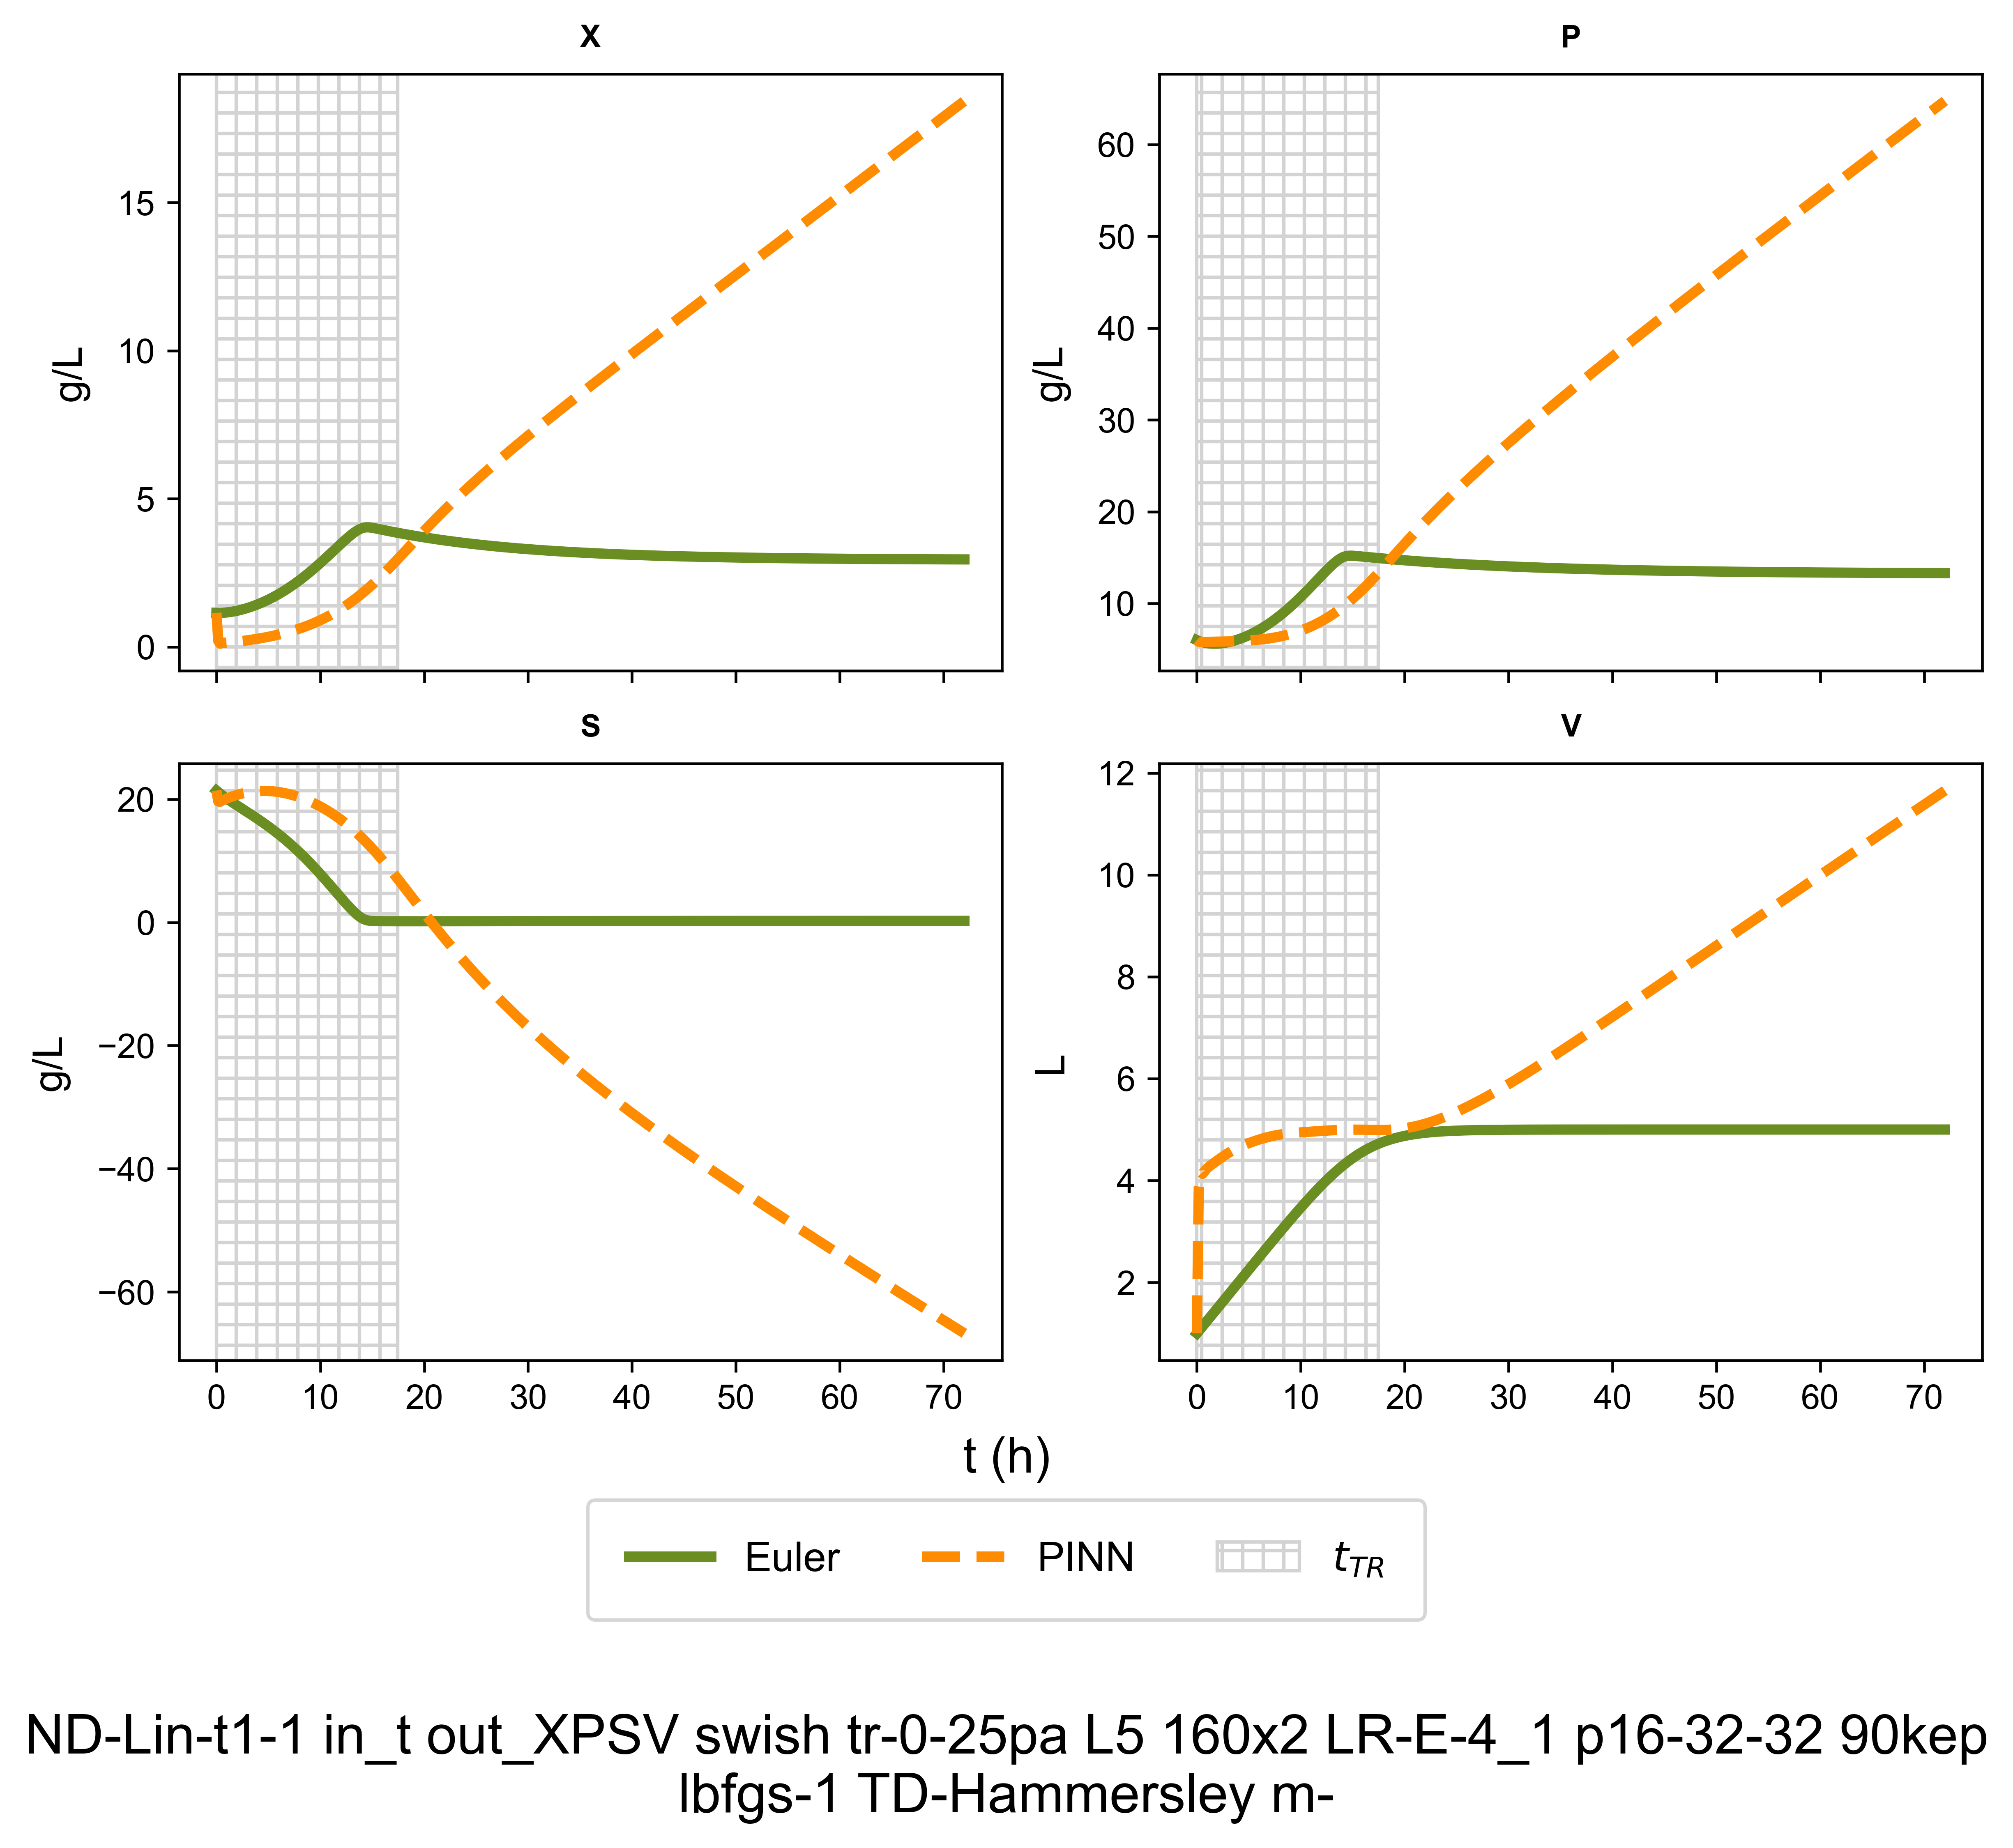 X
P
g/L
15
10
5
0
g/L
60
50
40
30
20
10
S
V
g/L
20
0
−20
−40
−60
0 10 20 30 40 50 60 70
L
12
10
8
6
4
2
0 10 20 30 40 50 60 70
t (h)
Euler PINN t_TR
ND-Lin-t1-1 in_t out_XPSV swish tr-0-25pa L5 160x2 LR-E-4_1 p16-32-32 90kep
lbfgs-1 TD-Hammersley m-